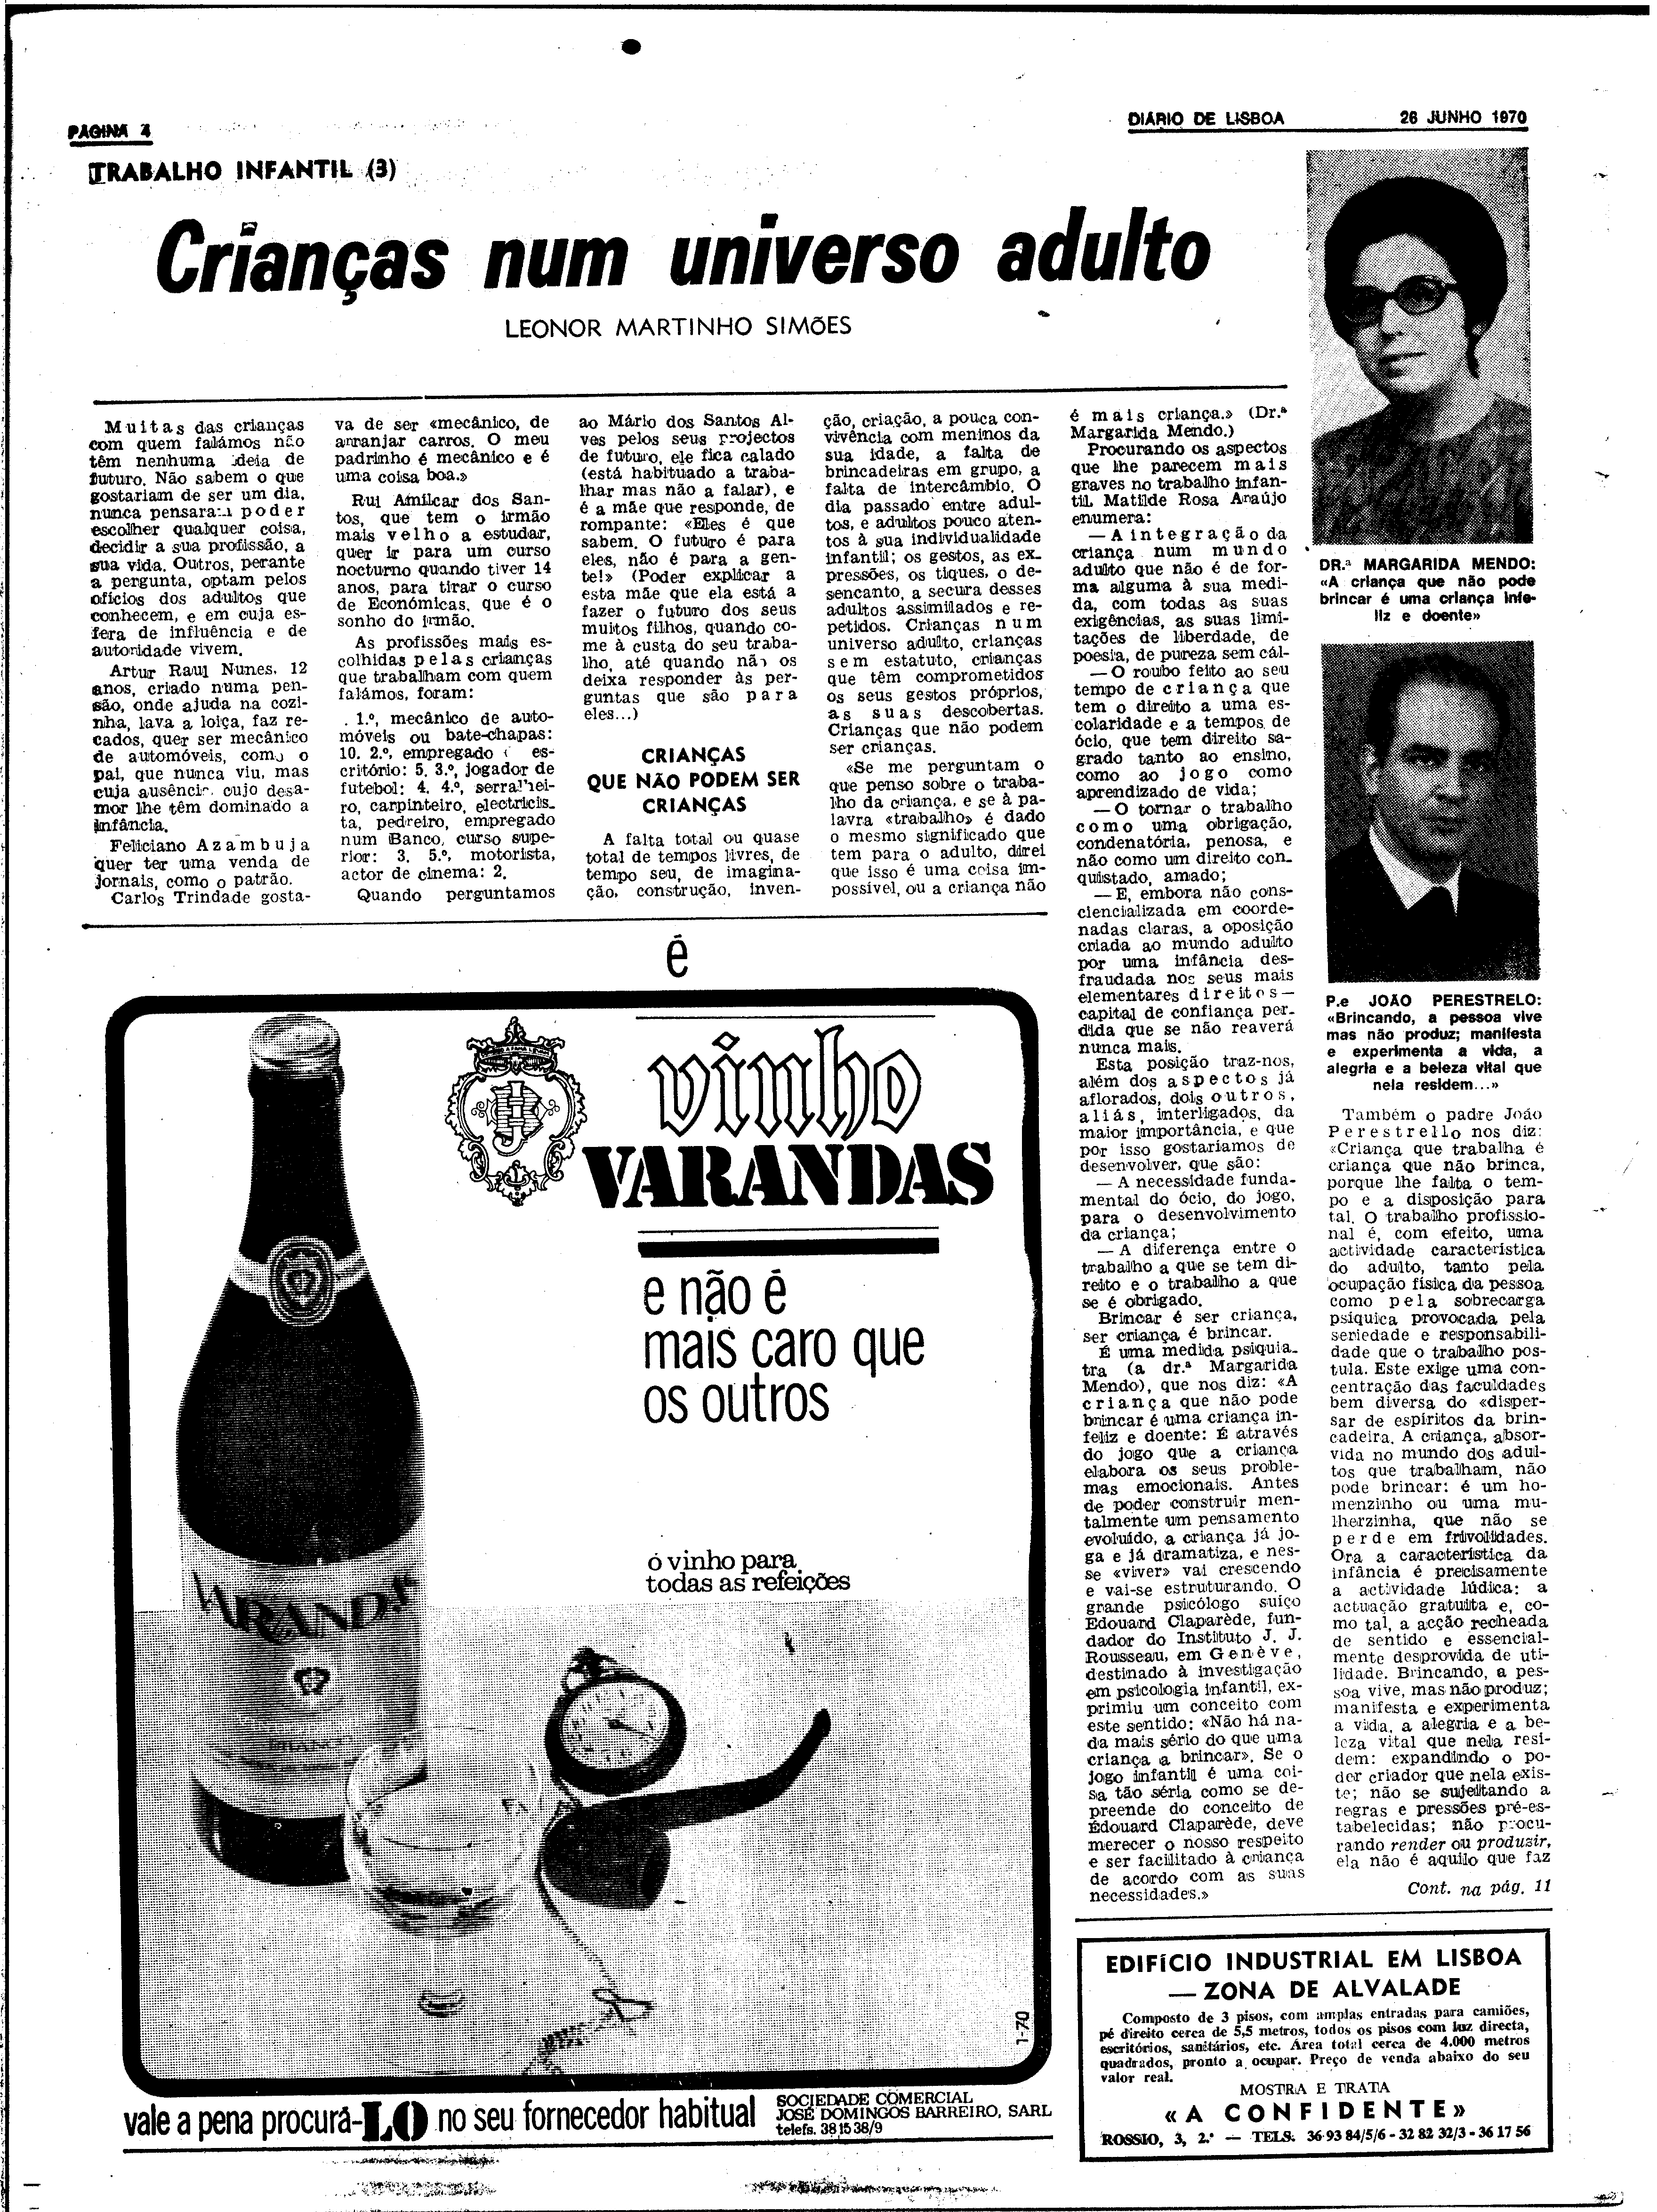 PÁGINA 4
DIÁRIO DE LISBOA 26 JUNHO 1970
TRABALHO INFANTIL (3)
Crianças num universo adulto
LEONOR MARTINHO SIMÕES
Muitas das crianças
com quem falámos não
têm nenhuma ideia de
futuro. Não sabem o que
gostariam de ser um dia,
nunca pensaram poder
escolher qualquer coisa,
decidir a sua profissão, a
sua vida. Outros, perante
a pergunta, optam pelos
ofícios dos adultos que
conhecem, e em cuja es-
fera de influência e de
autoridade vivem.
Artur Raul Nunes, 12
anos, criado numa pen-
são, onde ajuda na cozi-
nha, lava a loiça, faz re-
cados, quer ser mecânico
de automóveis, como o
pai, que nunca viu, mas
cuja ausência, cujo desa-
mor lhe têm dominado a
infância.
Feliciano Azambuja
quer ter uma venda de
jornais, como o patrão.
Carlos Trindade gosta-
va de ser «mecânico, de
arranjar carros. O meu
padrinho é mecânico e é
uma coisa boa.»
Rui Amílcar dos San-
tos, que tem o irmão
mais velho a estudar,
quer ir para um curso
nocturno quando tiver 14
anos, para tirar o curso
de Económicas, que é o
sonho do irmão.
As profissões mais es-
colhidas pelas crianças
que trabalham com quem
falámos, foram:
1.º, mecânico de auto-
móveis ou bate-chapas:
10. 2.º, empregado es-
critório: 5. 3.º, jogador de
futebol: 4. 4.º, serralhei-
ro, carpinteiro, electricis-
ta, pedreiro, empregado
num Banco, curso supe-
rior: 3. 5.º, motorista,
actor de cinema: 2.
Quando perguntamos
ao Mário dos Santos Al-
ves pelos seus projectos
de futuro, ele fica calado
(está habituado a traba-
lhar mas não a falar), e
é a mãe que responde, de
rompante: «Eles é que
sabem. O futuro é para
eles, não é para a gen-
te!» (Poder explicar a
esta mãe que ela está a
fazer o futuro dos seus
muitos filhos, quando co-
me à custa do seu traba-
lho, até quando não os
deixa responder às per-
guntas que são para
eles...)
CRIANÇAS
QUE NÃO PODEM SER
CRIANÇAS
A falta total ou quase
total de tempos livres, de
tempo seu, de imagina-
ção, construção, inven-
ção, criação, a pouca con-
vivência com meninos da
sua idade, a falta de
brincadeiras em grupo, a
falta de intercâmbio. O
dia passado entre adul-
tos, e adultos pouco aten-
tos à sua individualidade
infantil; os gestos, as ex-
pressões, os tiques, o de-
sencanto, a secura desses
adultos assimilados e re-
petidos. Crianças num
universo adulto, crianças
sem estatuto, crianças
que têm comprometidos
os seus gestos próprios,
as suas descobertas.
Crianças que não podem
ser crianças.
«Se me perguntam o
que penso sobre o traba-
lho da criança, e se à pa-
lavra «trabalho» é dado
o mesmo significado que
tem para o adulto, direi
que isso é uma coisa im-
possível, ou a criança não
é mais criança.» (Dr.ª
Margarida Mendo.)
Procurando os aspectos
que lhe parecem mais
graves no trabalho infan-
til, Matilde Rosa Araújo
enumera:
— A integração da
criança num mundo
adulto que não é de for-
ma alguma à sua medi-
da, com todas as suas
exigências, as suas limi-
tações de liberdade, de
poesia, de pureza sem cál-
— O roubo feito ao seu
tempo de criança que
tem o direito a uma es-
colaridade e a tempos de
ócio, que tem direito sa-
grado tanto ao ensino,
como ao jogo como
aprendizado de vida;
— O tornar o trabalho
como uma obrigação,
condenatória, penosa, e
não como um direito con-
quistado, amado;
— E, embora não cons-
ciencializada em coorde-
nadas claras, a oposição
criada ao mundo adulto
por uma infância des-
fraudada nos seus mais
elementares direitos —
capital de confiança per-
dida que se não reaverá
nunca mais.
Esta posição traz-nos,
além dos aspectos já
aflorados, dois outros,
aliás, interligados, da
maior importância, e que
por isso gostaríamos de
desenvolver, que são:
— A necessidade funda-
mental do ócio, do jogo,
para o desenvolvimento
da criança;
— A diferença entre o
trabalho a que se tem di-
reito e o trabalho a que
se é obrigado.
Brincar é ser criança,
ser criança é brincar.
É uma medida psiquia-
tra (a dr.ª Margarida
Mendo), que nos diz: «A
criança que não pode
brincar é uma criança in-
feliz e doente: É através
do jogo que a criança
elabora os seus proble-
mas emocionais. Antes
de poder construir men-
talmente um pensamento
evoluído, a criança já jo-
ga e já dramatiza, e nes-
se «viver» vai crescendo
e vai-se estruturando. O
grande psicólogo suíço
Edouard Claparède, fun-
dador do Instituto J. J.
Rousseau, em Genève,
destinado à investigação
em psicologia infantil, ex-
primiu um conceito com
este sentido: «Não há na-
da mais sério do que uma
criança a brincar». Se o
jogo infantil é uma coi-
sa tão séria como se de-
preende do conceito de
Édouard Claparède, deve
merecer o nosso respeito
e ser facilitado à criança
de acordo com as suas
necessidades.»
DR.ª MARGARIDA MENDO:
«A criança que não pode
brincar é uma criança infe-
liz e doente»
P.e JOÃO PERESTRELO:
«Brincando, a pessoa vive
mas não produz; manifesta
e experimenta a vida, a
alegria e a beleza vital que
nela residem...»
Também o padre João
Perestrello nos diz:
«Criança que trabalha é
criança que não brinca,
porque lhe falta o tem-
po e a disposição para
tal. O trabalho profissio-
nal é, com efeito, uma
actividade característica
do adulto, tanto pela
ocupação física da pessoa
como pela sobrecarga
psíquica provocada pela
seriedade e responsabili-
dade que o trabalho pos-
tula. Este exige uma con-
centração das faculdades
bem diversa do «disper-
sar de espíritos da brin-
cadeira. A criança, absor-
vida no mundo dos adul-
tos que trabalham, não
pode brincar: é um ho-
menzinho ou uma mu-
lherzinha, que não se
perde em frivolidades.
Ora a característica da
infância é precisamente
a actividade lúdica: a
actuação gratuita e, co-
mo tal, a acção recheada
de sentido e essencial-
mente desprovida de uti-
lidade. Brincando, a pes-
soa vive, mas não produz;
manifesta e experimenta
a vida, a alegria e a be-
leza vital que nela resi-
dem: expandindo o po-
der criador que nela exis-
te; não se sujeitando a
regras e pressões pré-es-
tabelecidas; não procu-
rando render ou produzir,
ela não é aquilo que faz
Cont. na pág. 11
é
vinho
VARANDAS
e não é
mais caro que
os outros
o vinho para
todas as refeições
VARANDAS
BRANCO
1-70
vale a pena procurá-LO no seu fornecedor habitual
SOCIEDADE COMERCIAL
JOSÉ DOMINGOS BARREIRO, SARL
telefs. 38 15 38/9
EDIFÍCIO INDUSTRIAL EM LISBOA
— ZONA DE ALVALADE
Composto de 3 pisos, com amplas entradas para camiões,
pé direito cerca de 5,5 metros, todos os pisos com luz directa,
escritórios, sanitários, etc. Área total cerca de 4.000 metros
quadrados, pronto a ocupar. Preço de venda abaixo do seu
valor real.
MOSTRA E TRATA
«A CONFIDENTE»
ROSSIO, 3, 2.º — TELS. 36 93 84/5/6 - 32 82 32/3 - 36 17 56